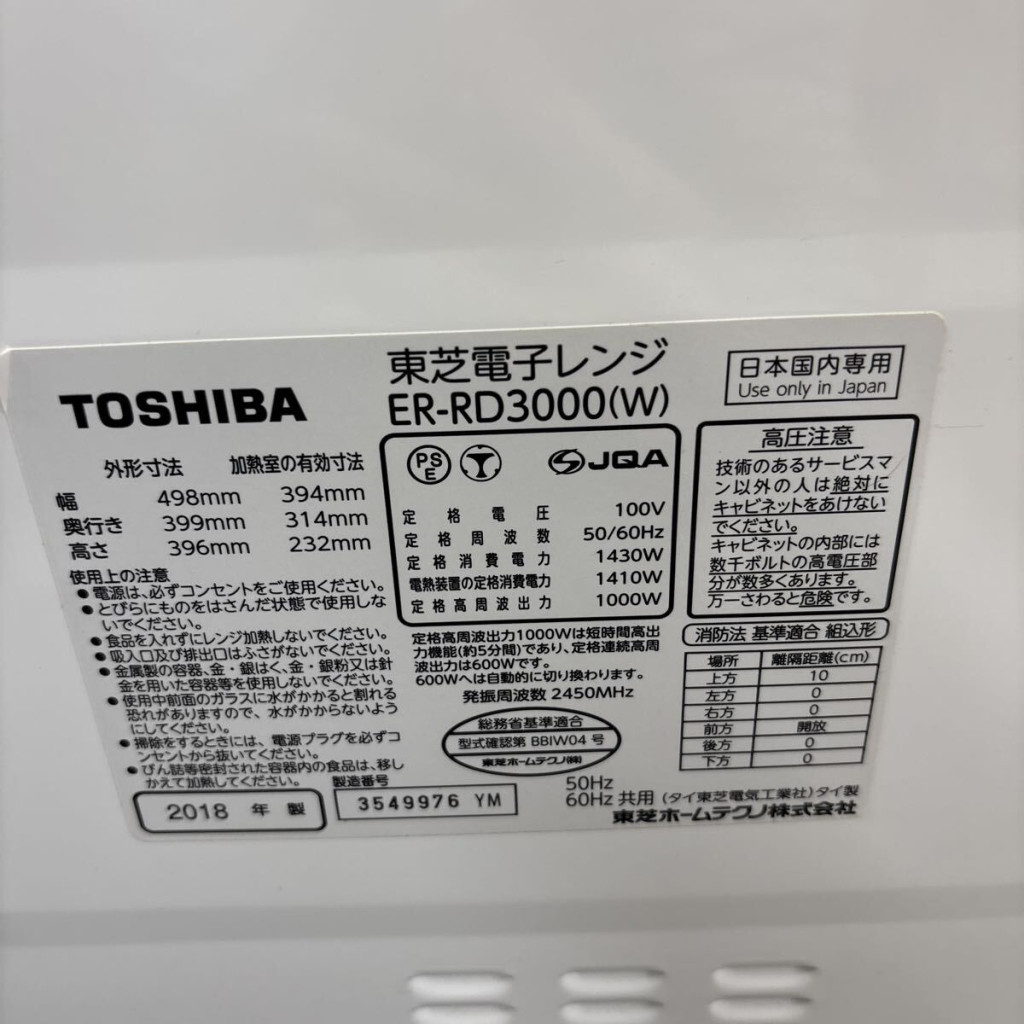 TOSHIBA
東芝電子レンジ
ER-RD3000(W)
日本国内専用
Use only in Japan
外形寸法 加熱室の有効寸法
幅 498mm 394mm
奥行き 399mm 314mm
高さ 396mm 232mm
使用上の注意
●電源は、必ずコンセントをご使用ください。
●とびらにものをはさんだ状態で使用しな
いでください。
●食品を入れずにレンジ加熱しないでください。
●吸入口及び排出口はふさがないでください。
●金属製の容器、金・銀はく、金・銀粉又は針
金を用いた容器等を使用しないでください。
●使用中前面のガラスに水がかかると割れる
恐れがありますので、水がかからないよう
にしてください。
●掃除をするときには、電源プラグを必ずコ
ンセントから抜いてください。
●びん詰等密封された容器内の食品は、移し
かえて加熱してください。
2018 年 製
製造番号
3549976 YM
PS
E
JQA
定格電圧 100V
定格周波数 50/60Hz
定格消費電力 1430W
電熱装置の定格消費電力 1410W
定格高周波出力 1000W
定格高周波出力1000Wは短時間高出
力機能(約5分間)であり、定格連続高周
波出力は600Wです。
600Wへは自動的に切り換わります。
発振周波数 2450MHz
総務省基準適合
型式確認第 BBIW04 号
東芝ホームテクノ(株)
高圧注意
技術のあるサービスマ
ン以外の人は絶対に
キャビネットをあけない
でください。
キャビネットの内部には
数千ボルトの高電圧部
分が数多くあります。
万一さわると危険です。
消防法 基準適合 組込形
場所 離隔距離(cm)
上方 10
左方 0
右方 0
前方 開放
後方 0
下方 0
50Hz
60Hz 共用 (タイ東芝電気工業社)タイ製
東芝ホームテクノ株式会社